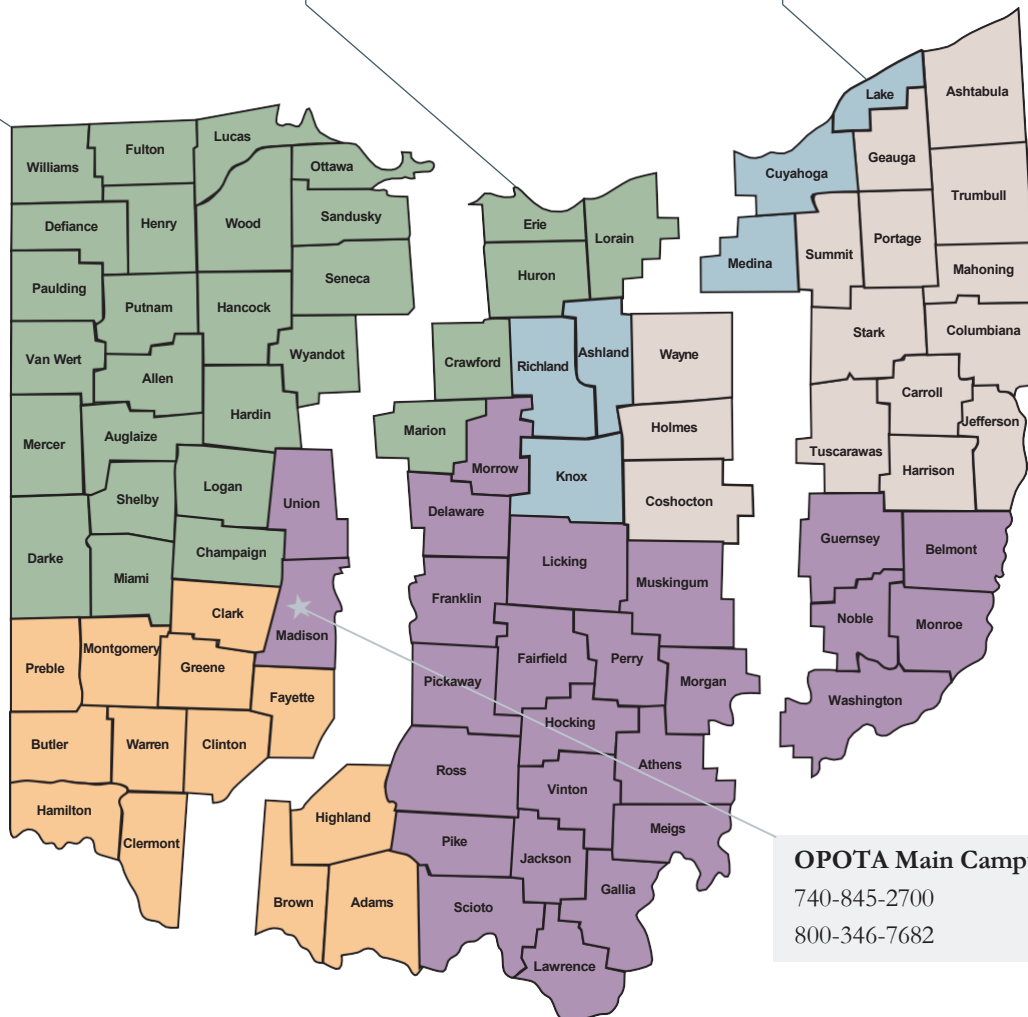 Williams
Fulton
Lucas
Ottawa
Defiance
Henry
Wood
Sandusky
Paulding
Putnam
Hancock
Seneca
Van Wert
Allen
Wyandot
Mercer
Auglaize
Hardin
Shelby
Logan
Union
Darke
Miami
Champaign
Clark
Madison
Preble
Montgomery
Greene
Fayette
Butler
Warren
Clinton
Hamilton
Clermont
Erie
Lorain
Huron
Crawford
Richland
Ashland
Wayne
Marion
Morrow
Holmes
Knox
Coshocton
Delaware
Licking
Muskingum
Franklin
Fairfield
Perry
Morgan
Pickaway
Hocking
Athens
Ross
Vinton
Meigs
Highland
Pike
Jackson
Gallia
Brown
Adams
Scioto
Lawrence
Lake
Ashtabula
Geauga
Cuyahoga
Trumbull
Medina
Summit
Portage
Mahoning
Stark
Columbiana
Carroll
Jefferson
Tuscarawas
Harrison
Guernsey
Belmont
Noble
Monroe
Washington
OPOTA Main Camp
740-845-2700
800-346-7682